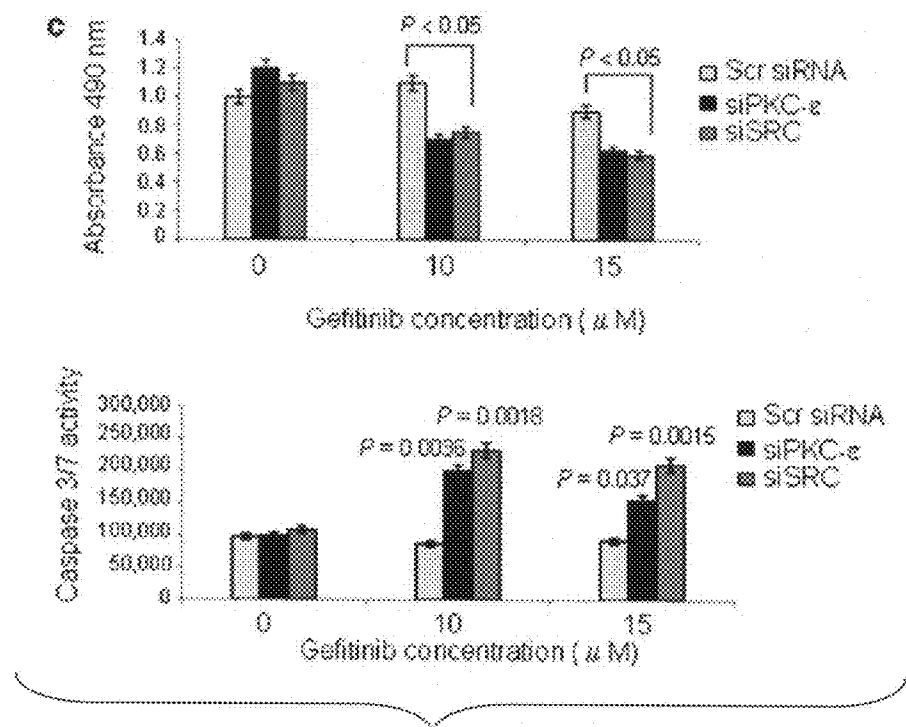 c
Absorbance 490 nm
1.4
1.2
1.0
0.8
0.6
0.4
0.2
0
P < 0.05
P < 0.05
Scr siRNA
siPKC-ε
siSRC
0
10
15
Gefitinib concentration ( μ M)
Caspase 3/7 activity
300,000
250,000
200,000
150,000
100,000
50,000
0
P = 0.0036
P = 0.0018
P = 0.037
P = 0.0015
Scr siRNA
siPKC-ε
siSRC
0
10
15
Gefitinib concentration ( μ M)